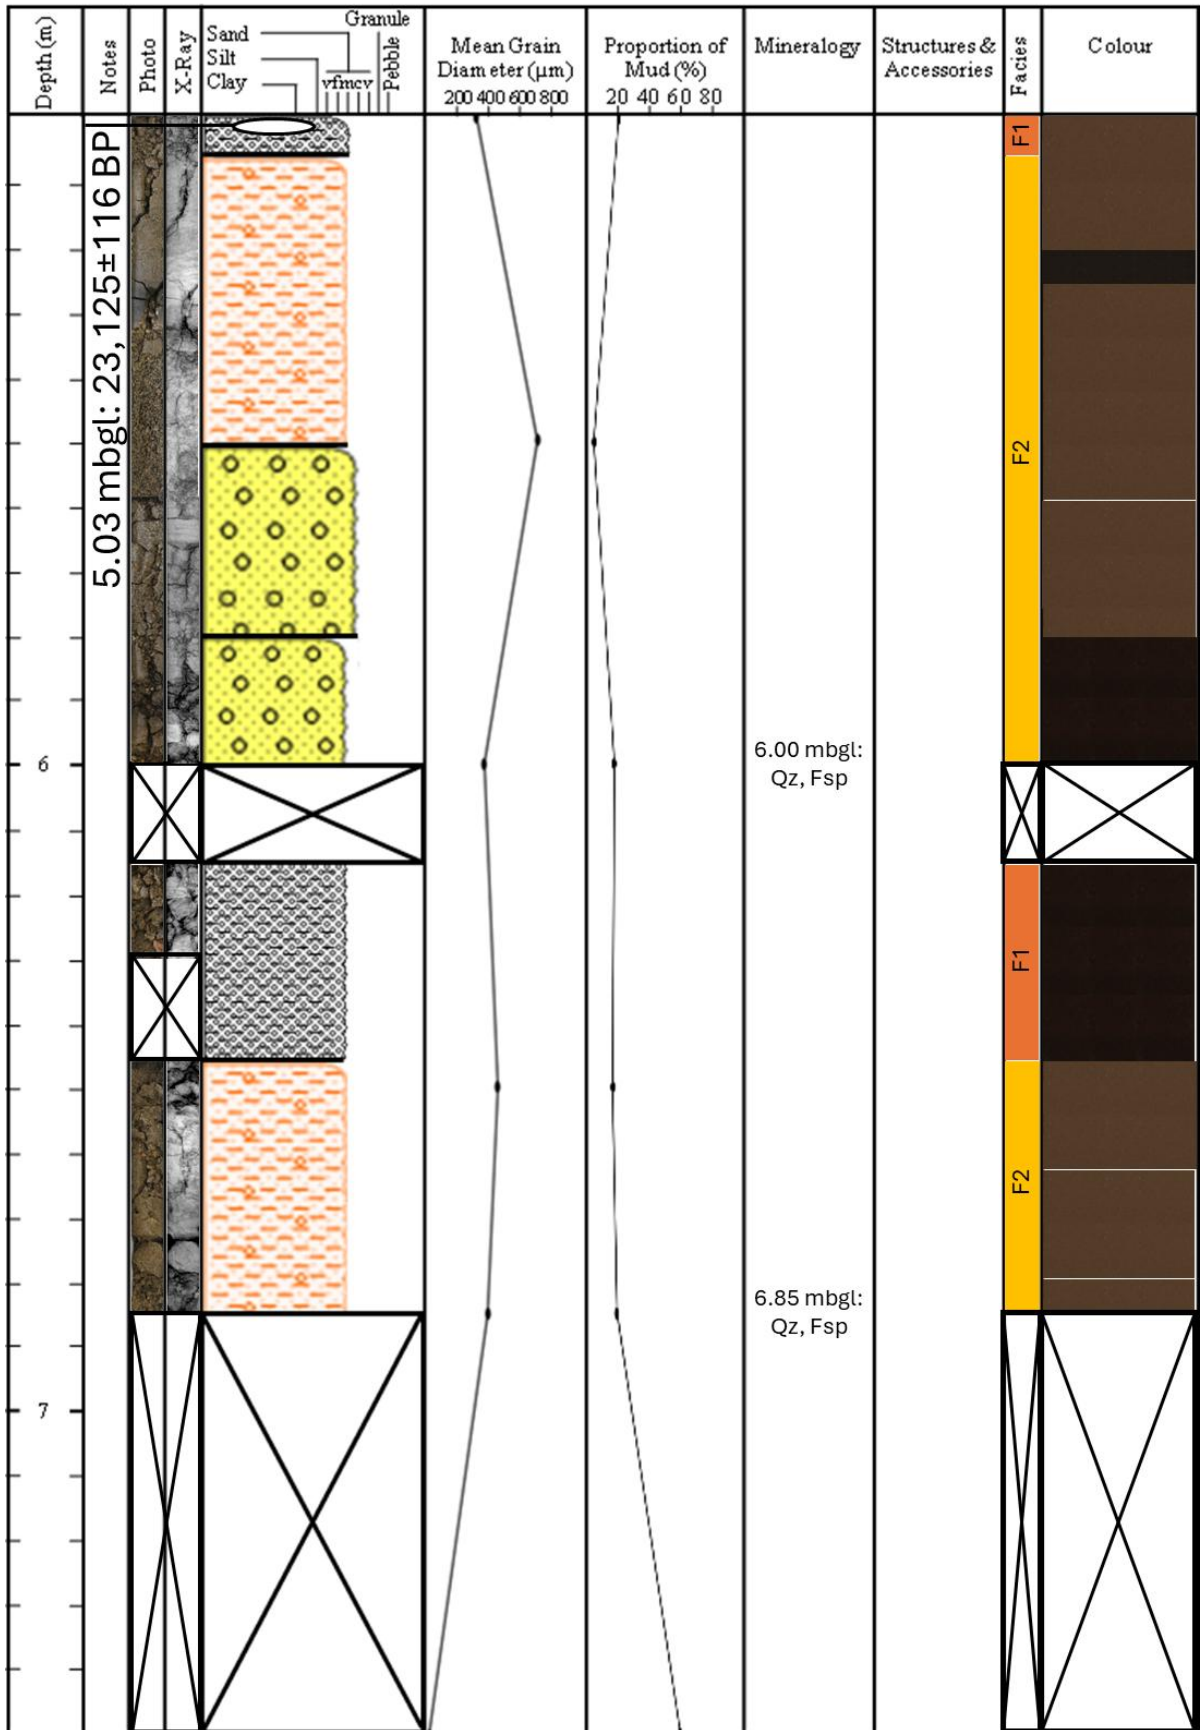 Depth (m)
Notes
Photo
X-Ray
Sand
Silt
Clay
Granule
Pebble
vfmcv
Mean Grain
Diameter (μm)
200 400 600 800
Proportion of
Mud (%)
20 40 60 80
Mineralogy
Structures &
Accessories
Facies
Colour
5.03 mbgl: 23,125±116 BP
F1
F2
6
6.00 mbgl:
Qz, Fsp
F1
F2
6.85 mbgl:
Qz, Fsp
7